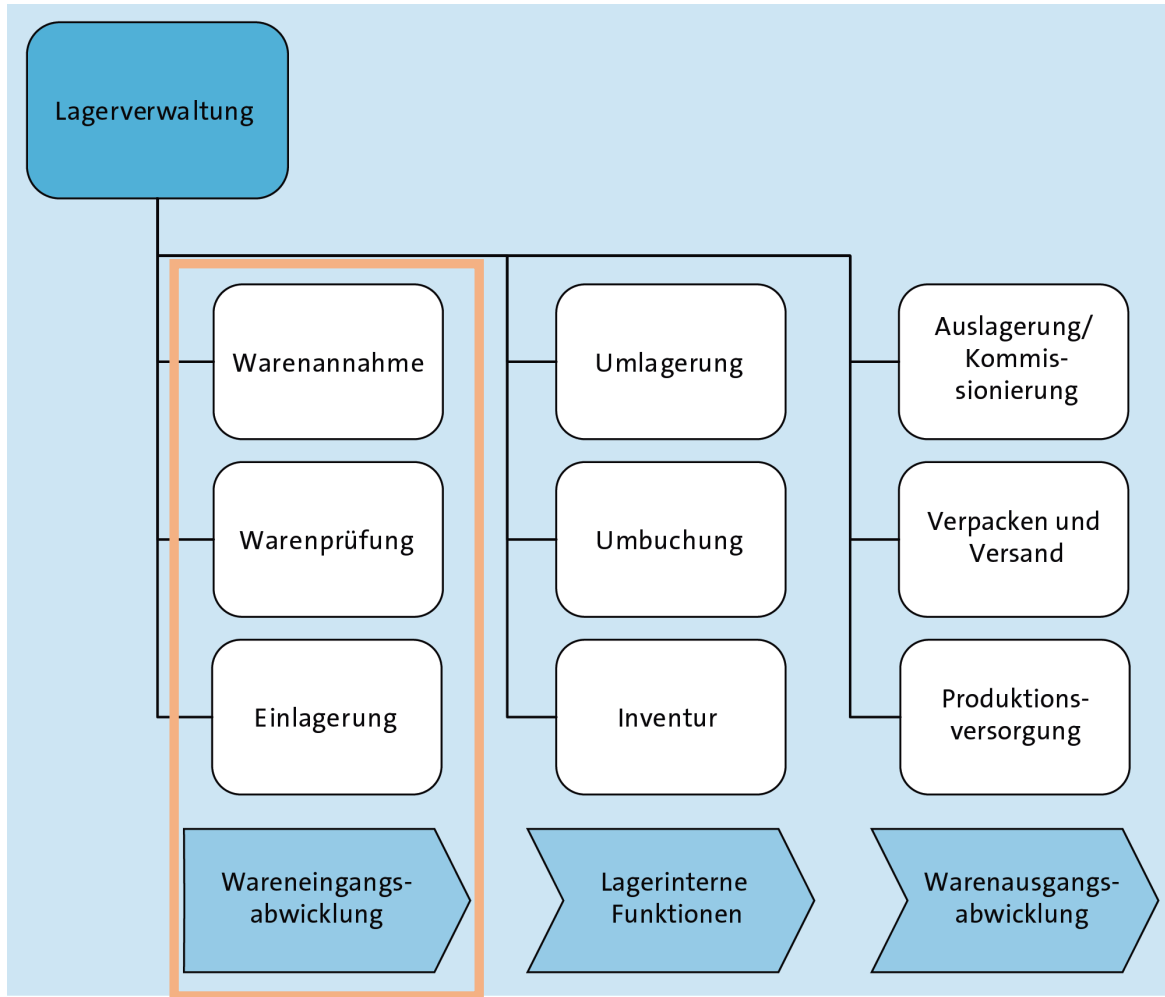 Lagerverwaltung
Warenannahme
Warenprüfung
Einlagerung
Wareneingangs-
abwicklung
Umlagerung
Umbuchung
Inventur
Lagerinterne
Funktionen
Auslagerung/
Kommis-
sionierung
Verpacken und
Versand
Produktions-
versorgung
Warenausgangs-
abwicklung